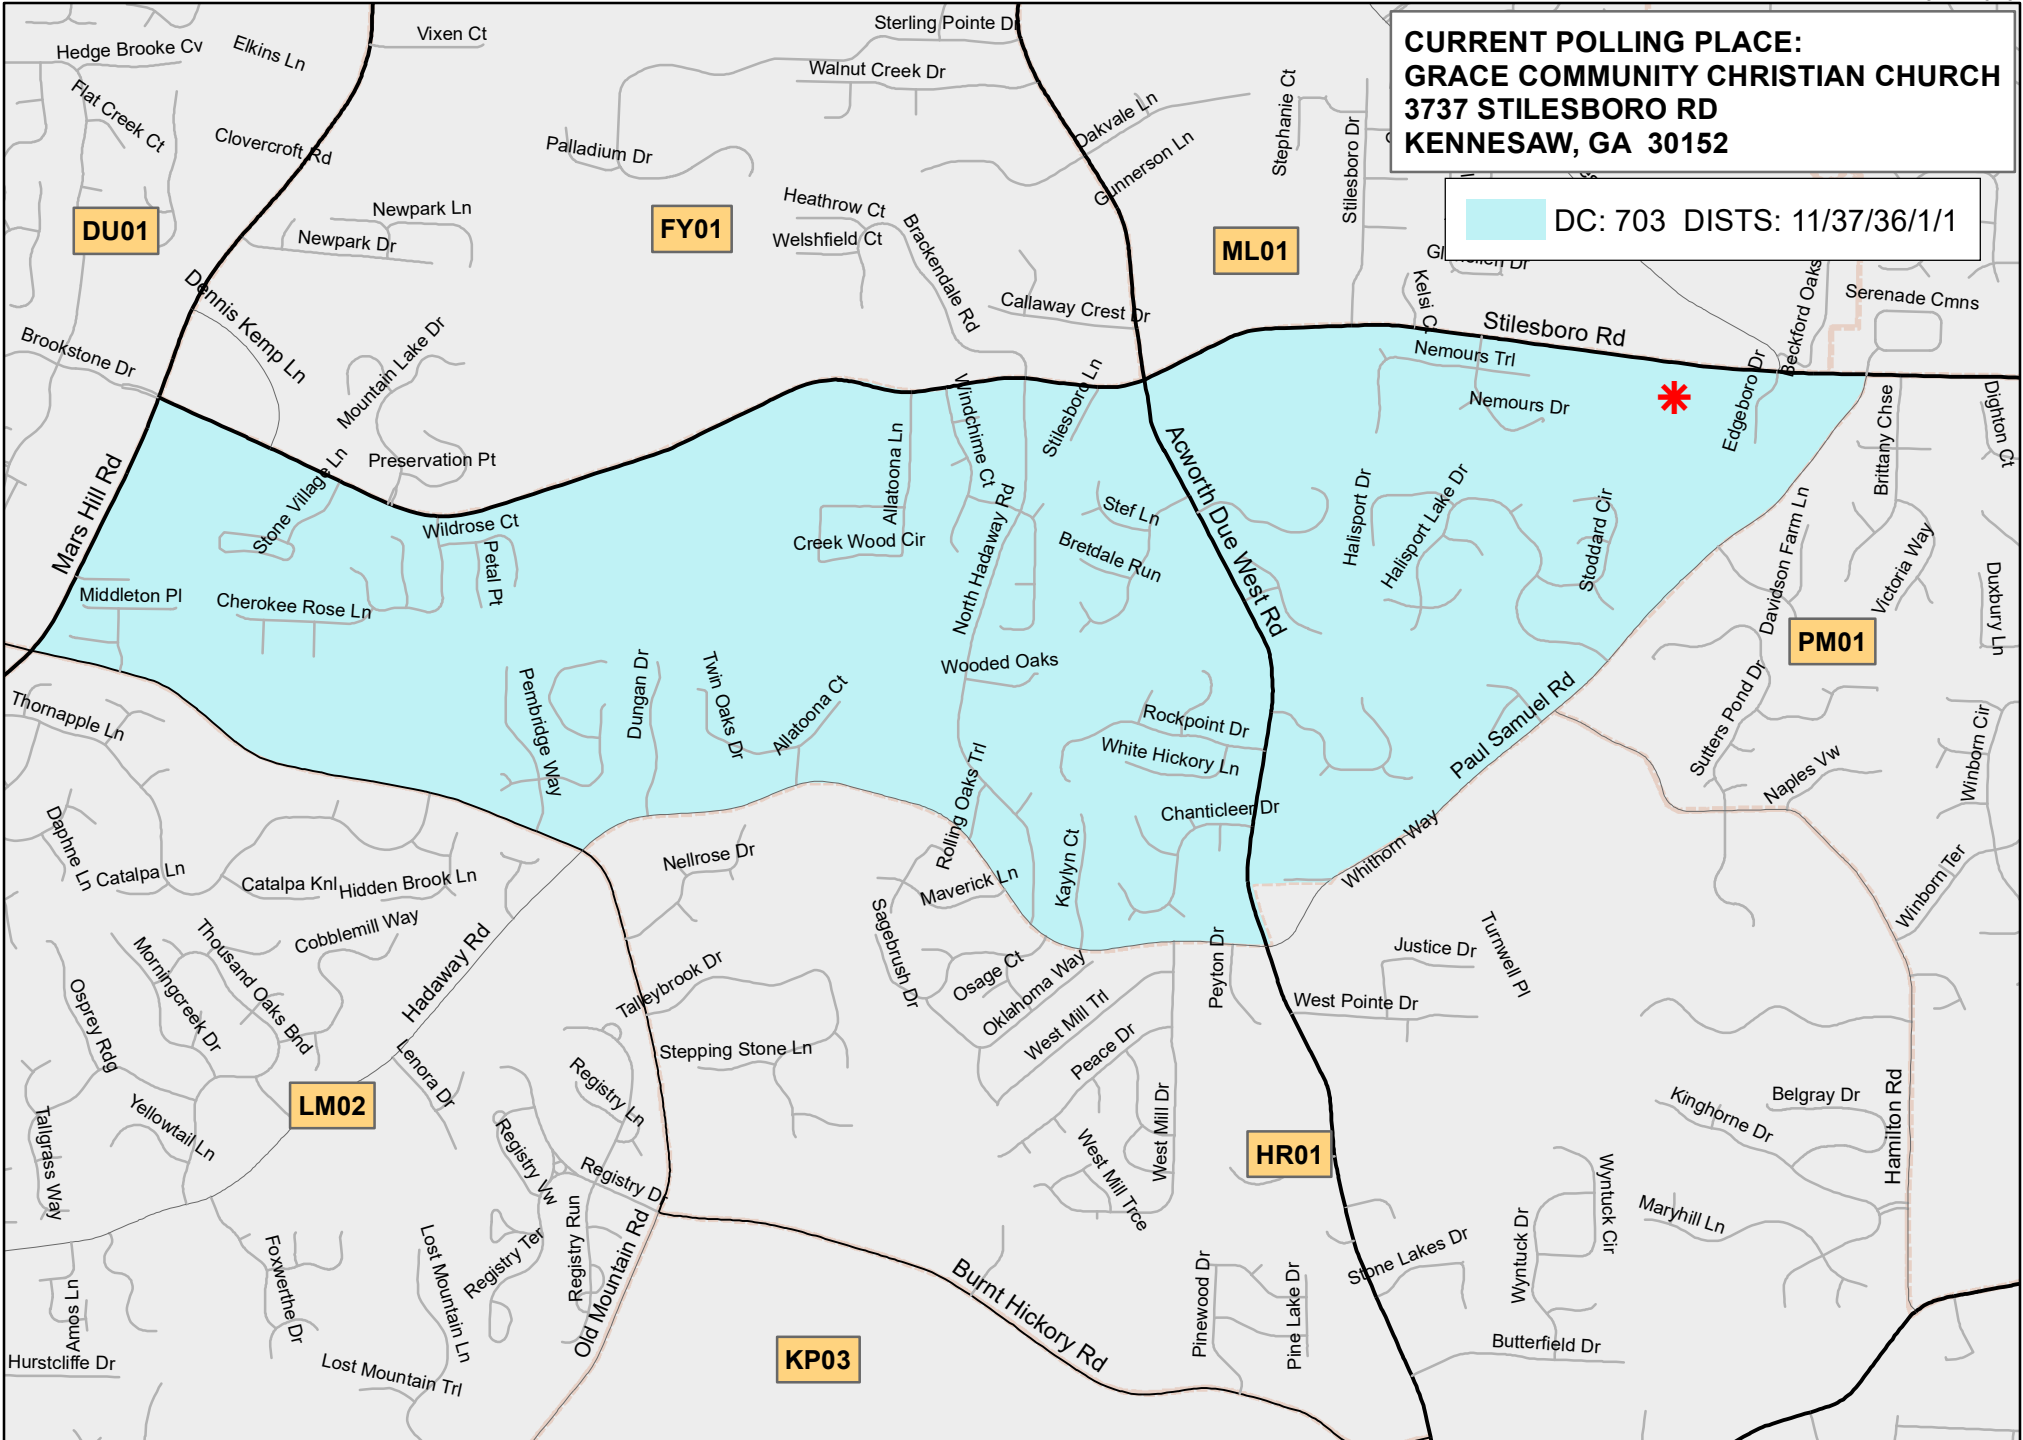 CURRENT POLLING PLACE:
GRACE COMMUNITY CHRISTIAN CHURCH
3737 STILESBORO RD
KENNESAW, GA 30152
DC: 703 DISTS: 11/37/36/1/1
Hedge Brooke Cv
Elkins Ln
Vixen Ct
Sterling Pointe Dr
Walnut Creek Dr
Flat Creek Ct
Clovercroft Rd
Palladium Dr
Oakvale Ln
Gunnerson Ln
Stephanie Ct
Stilesboro Dr
DU01
Newpark Ln
Newpark Dr
FY01
Heathrow Ct
Welshfield Ct
Brackendale Rd
ML01
Callaway Crest Dr
Kelsi C
Beckford Oaks
Serenade Cmns
Dennis Kemp Ln
Brookstone Dr
Mountain Lake Dr
Stilesboro Rd
Nemours Trl
Nemours Dr
Edgeboro Dr
Brittany Chse
Dighton Ct
Mars Hill Rd
Stone Village Ln
Preservation Pt
Wildrose Ct
Petal Pt
Allatoona Ln
Windchime Ct
Stilesboro Ln
Creek Wood Cir
North Hadaway Rd
Stef Ln
Bretdale Run
Acworth Due West Rd
Halisport Dr
Halisport Lake Dr
Stoddard Cir
Davidson Farm Ln
Victoria Way
Duxbury Ln
PM01
Middleton Pl
Cherokee Rose Ln
Wooded Oaks
Pembridge Way
Dungan Dr
Twin Oaks Dr
Allatoona Ct
Rockpoint Dr
White Hickory Ln
Chanticleer Dr
Paul Samuel Rd
Sutters Pond Dr
Naples Vw
Winborn Cir
Thornapple Ln
Rolling Oaks Trl
Kaylyn Ct
Whithorn Way
Winborn Ter
Daphne Ln
Catalpa Ln
Catalpa Knl
Hidden Brook Ln
Nellrose Dr
Maverick Ln
Cobblemill Way
Thousand Oaks Bnd
Morningcreek Dr
Osprey Rdg
Hadaway Rd
Sagebrush Dr
Osage Ct
Oklahoma Way
Peyton Dr
Justice Dr
Turnwell Pl
West Pointe Dr
Talleybrook Dr
Stepping Stone Ln
West Mill Trl
Peace Dr
West Mill Dr
West Mill Trce
Lenora Dr
LM02
Registry Ln
Registry Vw
Registry Dr
Registry Run
Registry Ter
Yellowtail Ln
Tallgrass Way
HR01
Kinghorne Dr
Belgray Dr
Hamilton Rd
Maryhill Ln
Wyntuck Cir
Wyntuck Dr
Stone Lakes Dr
Butterfield Dr
Foxwerthe Dr
Lost Mountain Ln
Lost Mountain Trl
Amos Ln
Hurstcliffe Dr
Old Mountain Rd
KP03
Burnt Hickory Rd
Pinewood Dr
Pine Lake Dr